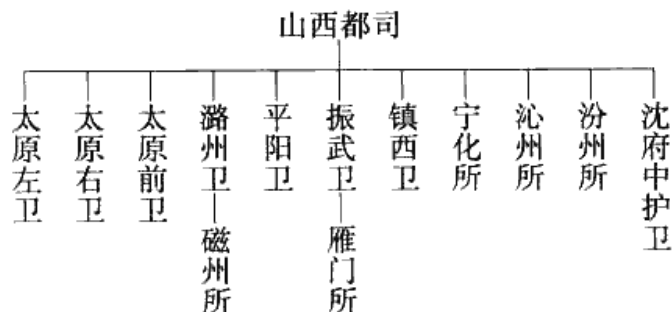 山西都司
太原左卫
太原右卫
太原前卫
潞州卫
磁州所
平阳卫
振武卫
雁门所
镇西卫
宁化所
沁州所
汾州所
沈府中护卫